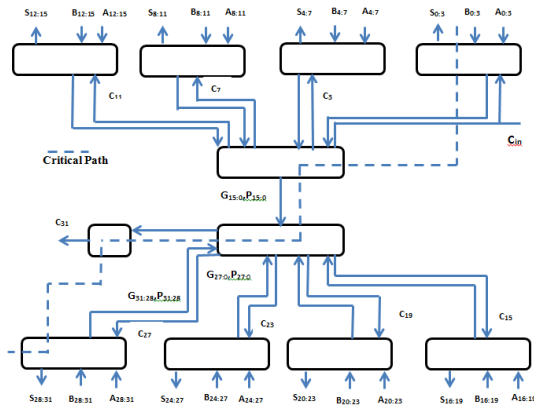 S12:15 B12:15 A12:15 S8:11 B8:11 A8:11 S4:7 B4:7 A4:7 S0:3 B0:3 A0:3
C11 C7 C3
Cin
Critical Path
G15:0,P15:0
C31
G27:0,P27:0
G31:28,P31:28
C27 C23 C19 C15
S28:31 B28:31 A28:31 S24:27 B24:27 A24:27 S20:23 B20:23 A20:23 S16:19 B16:19 A16:19